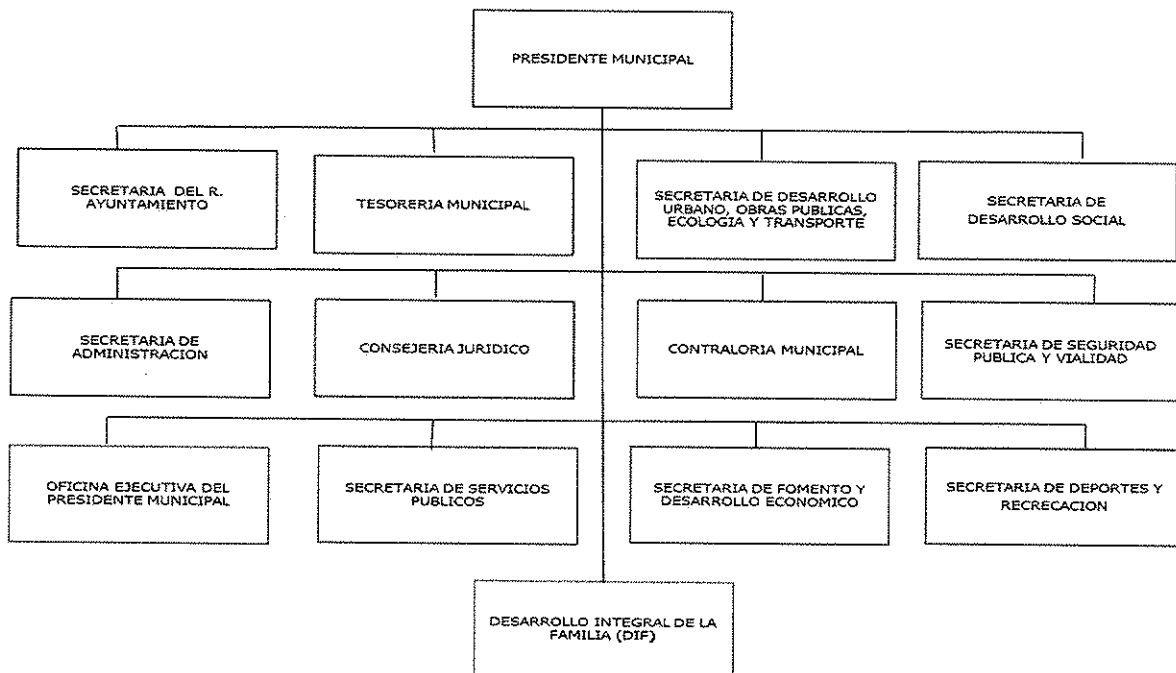 PRESIDENTE MUNICIPAL
SECRETARIA DEL R.
AYUNTAMIENTO
TESORERIA MUNICIPAL
SECRETARIA DE DESARROLLO
URBANO, OBRAS PUBLICAS,
ECOLOGIA Y TRANSPORTE
SECRETARIA DE
DESARROLLO SOCIAL
SECRETARIA DE
ADMINISTRACION
CONSEJERIA JURIDICO
CONTRALORIA MUNICIPAL
SECRETARIA DE SEGURIDAD
PUBLICA Y VIALIDAD
OFICINA EJECUTIVA DEL
PRESIDENTE MUNICIPAL
SECRETARIA DE SERVICIOS
PUBLICOS
SECRETARIA DE FOMENTO Y
DESARROLLO ECONOMICO
SECRETARIA DE DEPORTES Y
RECRECACION
DESARROLLO INTEGRAL DE LA
FAMILIA (DIF)